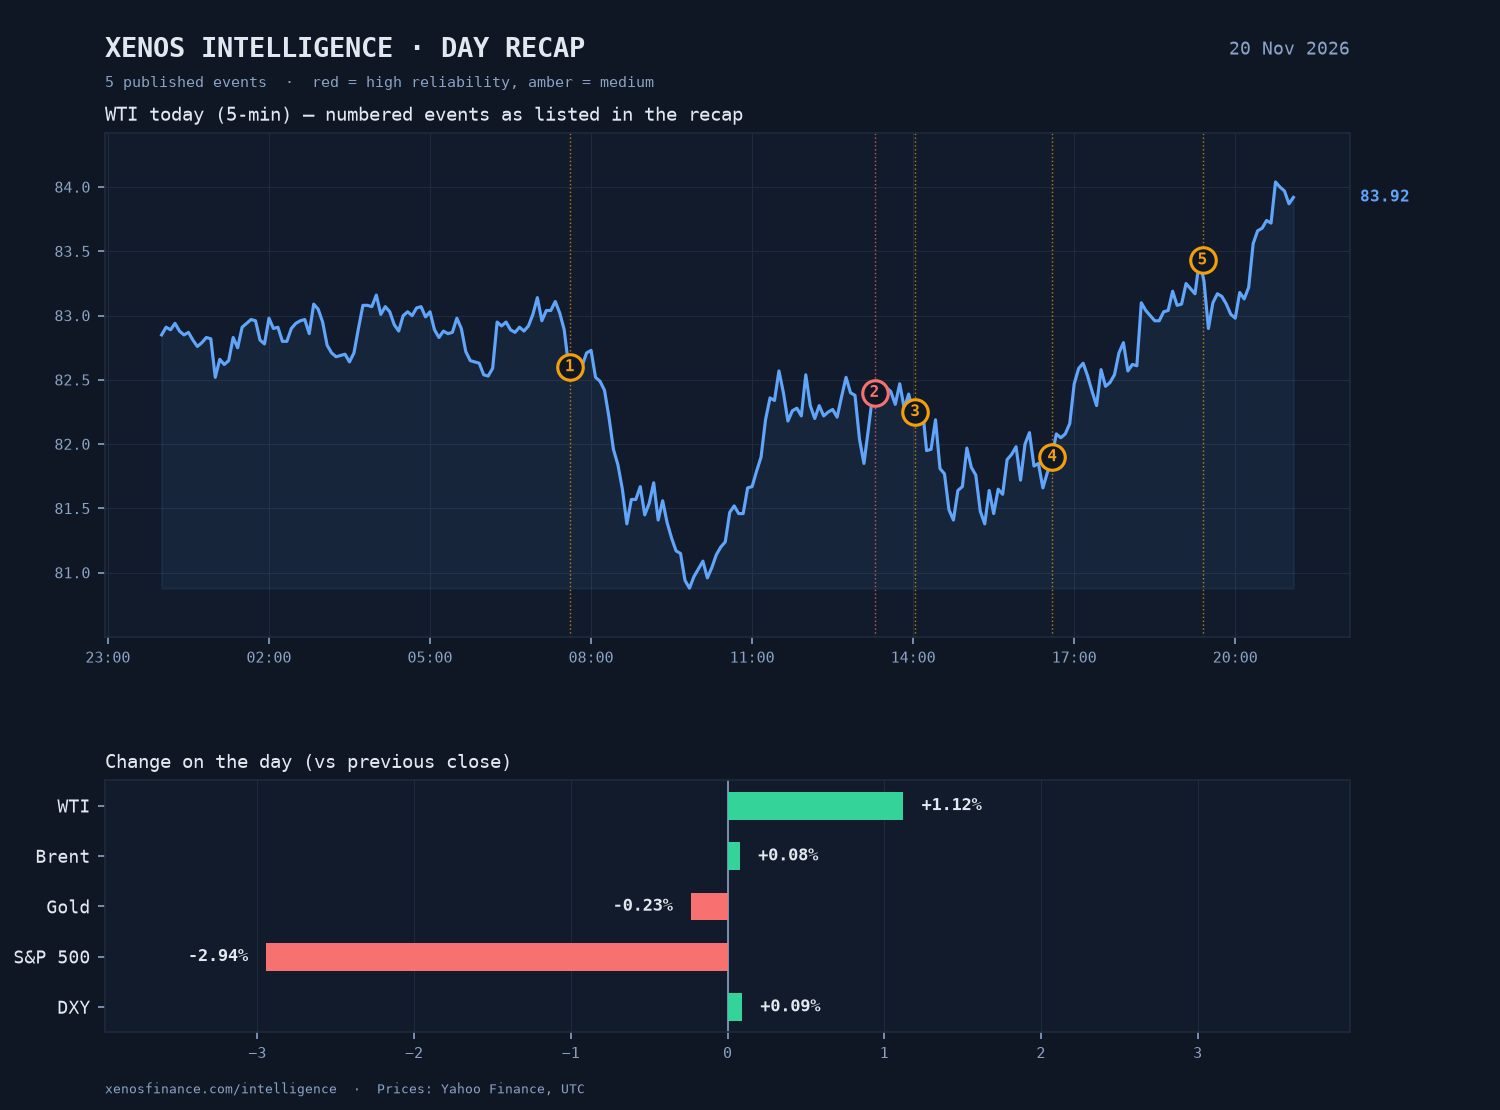 XENOS INTELLIGENCE · DAY RECAP
20 Nov 2026
5 published events · red = high reliability, amber = medium
WTI today (5-min) — numbered events as listed in the recap
84.0
83.92
83.5
5
83.0
1
82.5
2
3
82.0
4
81.5
81.0
23:00 02:00 05:00 08:00 11:00 14:00 17:00 20:00
Change on the day (vs previous close)
WTI +1.12%
Brent +0.08%
Gold -0.23%
S&P 500 -2.94%
DXY +0.09%
−3 −2 −1 0 1 2 3
xenosfinance.com/intelligence · Prices: Yahoo Finance, UTC